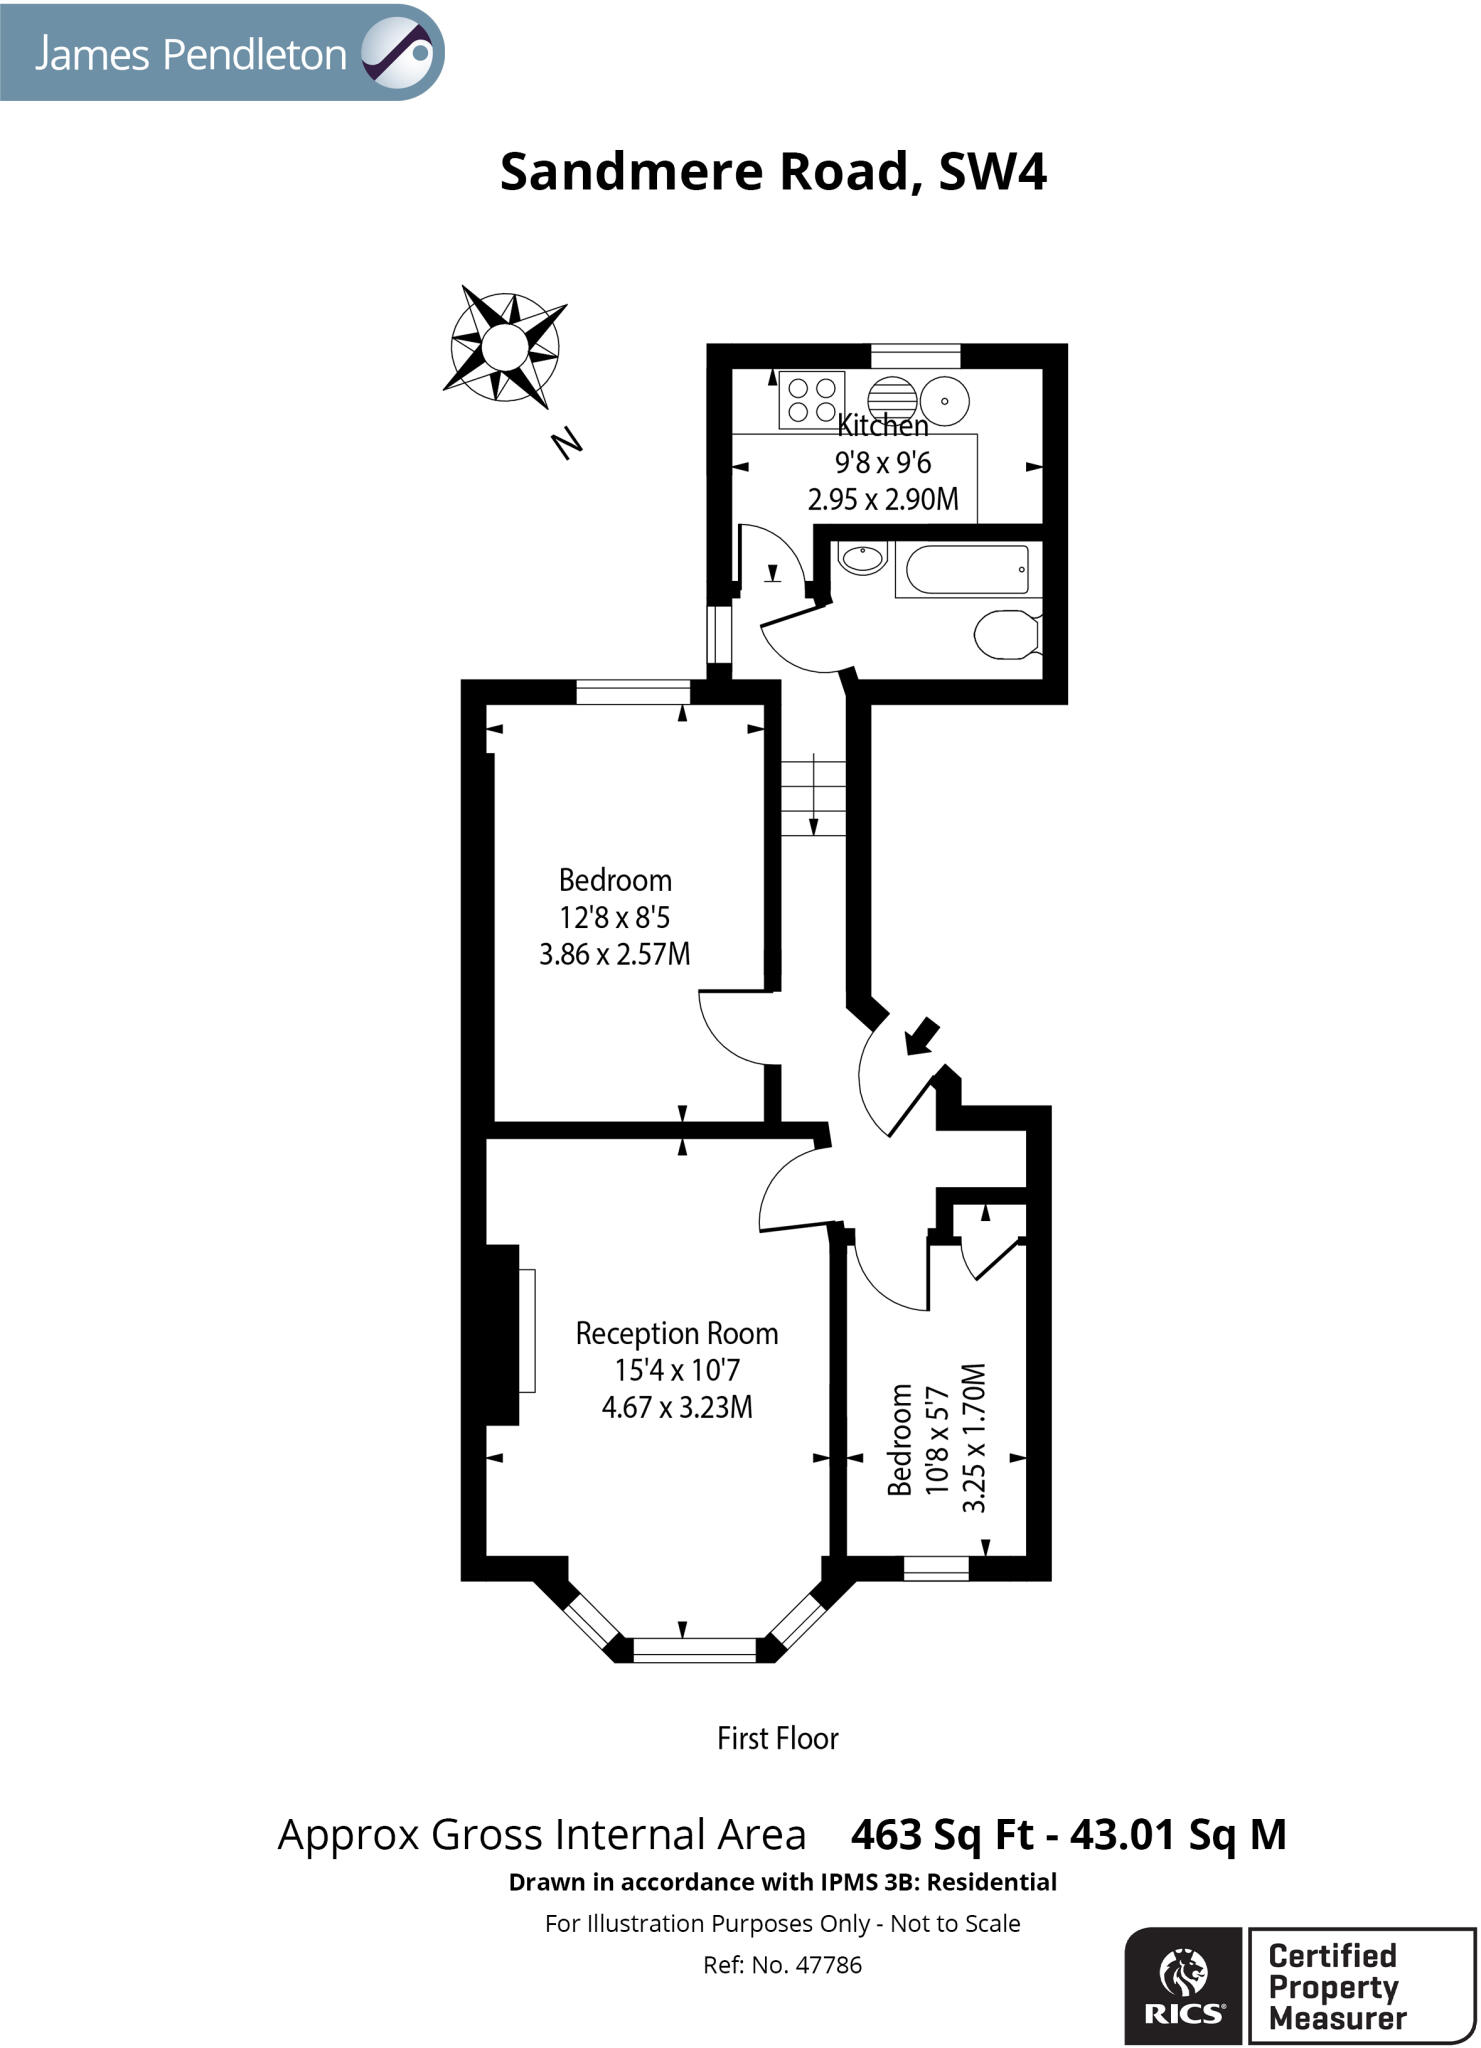 James Pendleton
Sandmere Road, SW4
N
Kitchen
9'8 x 9'6
2.95 x 2.90M
Bedroom
12'8 x 8'5
3.86 x 2.57M
Reception Room
15'4 x 10'7
4.67 x 3.23M
Bedroom
10'8 x 5'7
3.25 x 1.70M
First Floor
Approx Gross Internal Area 463 Sq Ft - 43.01 Sq M
Drawn in accordance with IPMS 3B: Residential
For Illustration Purposes Only - Not to Scale
Ref: No. 47786
RICS®
Certified
Property
Measurer